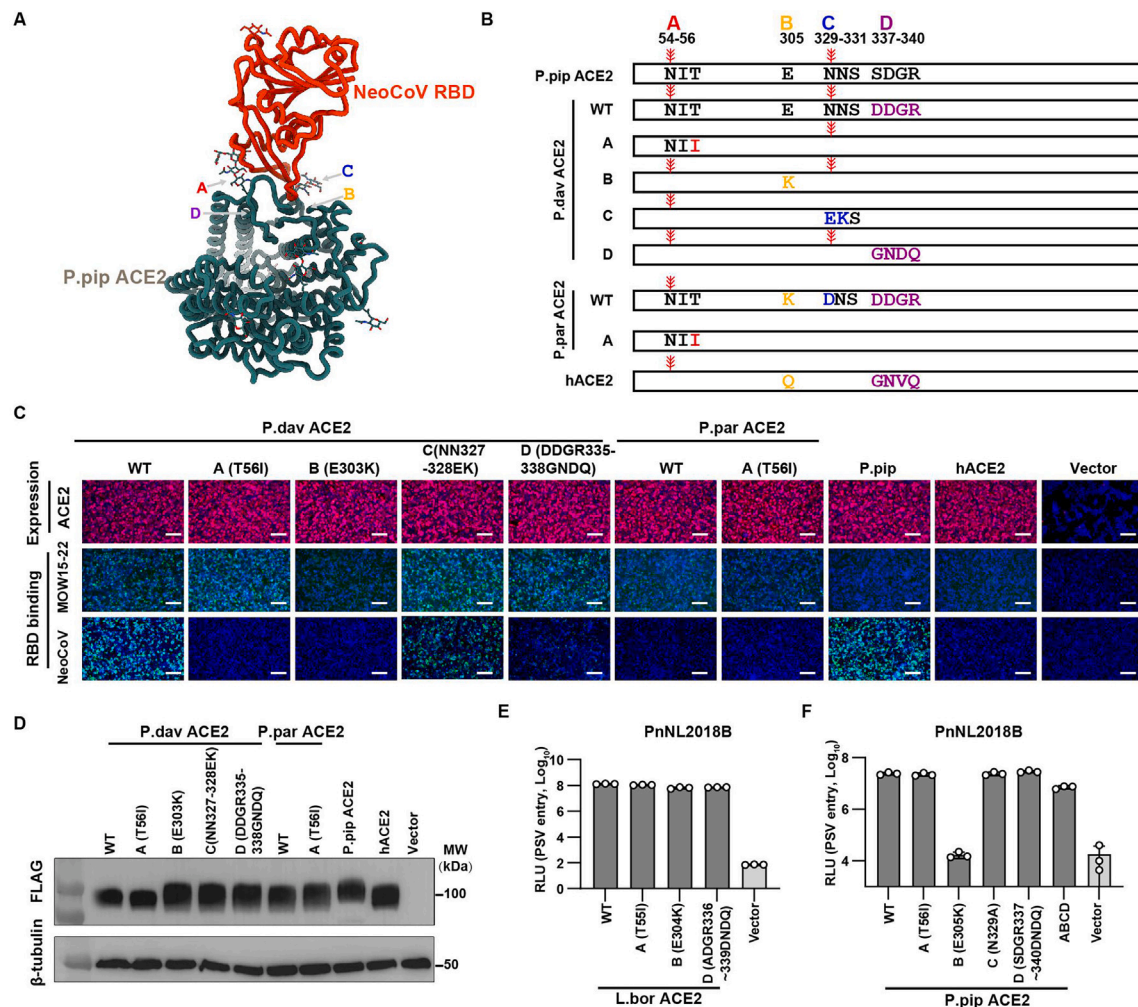 A
NeoCoV RBD
A
C
D
B
P.pip ACE2
B
A B C D
54-56 305 329-331 337-340
P.pip ACE2 NIT E NNS SDGR
P.dav ACE2
WT NIT E NNS DDGR
A NII
B K
C EKS
D GNDQ
P.par ACE2
WT NIT K DNS DDGR
A NII
hACE2 Q GNVQ
C
P.dav ACE2 P.par ACE2
WT A (T56I) B (E303K) C(NN327
-328EK) D (DDGR335-
338GNDQ) WT A (T56I) P.pip hACE2 Vector
Expression
ACE2
RBD binding
MOW15-22
NeoCoV
D
P.dav ACE2 P.par ACE2
WT
A (T56I)
B (E303K)
C(NN327-328EK)
D (DDGR335-
338GNDQ)
WT
A (T56I)
P.pip ACE2
hACE2
Vector
MW
(kDa)
FLAG
100
β-tubulin
50
E
PnNL2018B
RLU (PSV entry, Log10)
10
8
6
4
2
0
WT
A (T55I)
B (E304K)
D (ADGR336
~339DNDQ)
Vector
L.bor ACE2
F
PnNL2018B
RLU (PSV entry, Log10)
8
6
4
WT
A (T56I)
B (E305K)
C (N329A)
D (SDGR337
~340DNDQ)
ABCD
Vector
P.pip ACE2